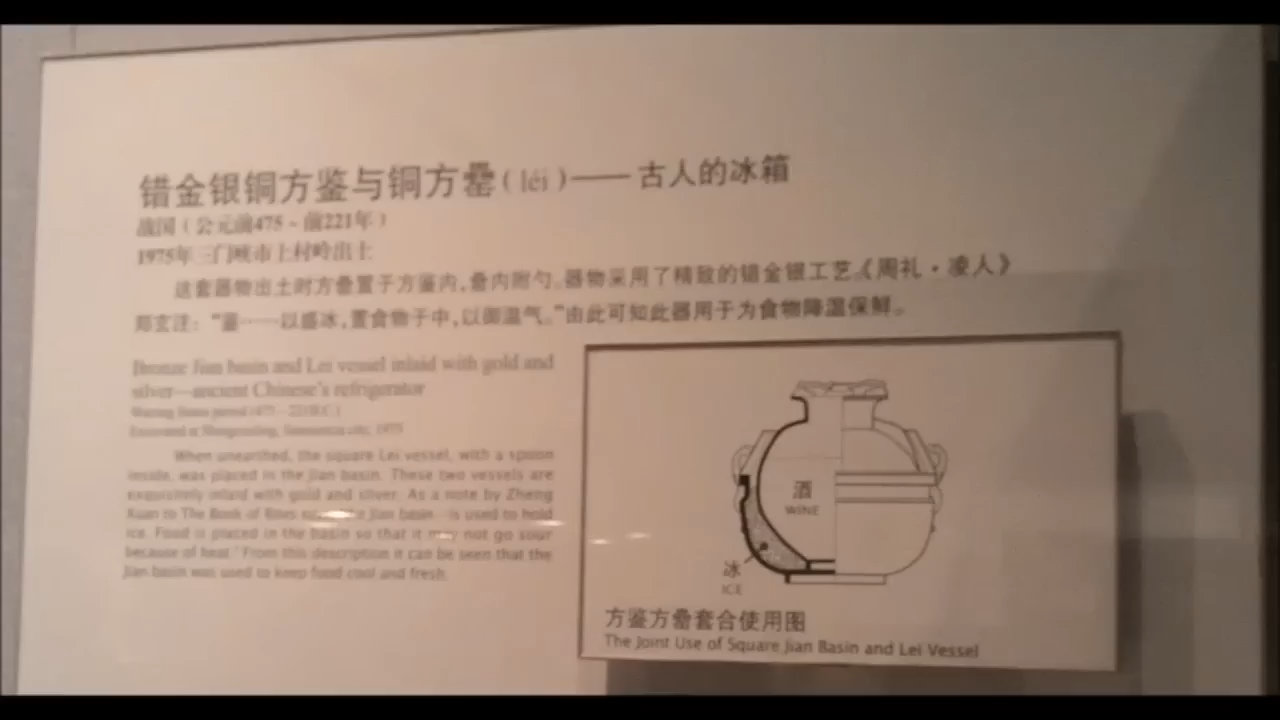 错金银铜方鉴与铜方罍(léi)——古人的冰箱
战国(公元前475-前221年)
1975年三门峡市上村岭出土
这套器物出土时方罍置于方鉴内,罍内附勺。器物采用了精致的错金银工艺。《周礼·凌人》
郑玄注:“鉴……以盛冰,置食物于中,以御温气。”由此可知此器用于为食物降温保鲜。
Bronze Jian basin and Lei vessel inlaid with gold and
silver—ancient Chinese's refrigerator
Warring States period (475-221B.C.)
Excavated at Shangcunling, Sanmenxia city, 1975
When unearthed, the square Lei vessel, with a spoon
inside, was placed in the Jian basin. These two vessels are
exquisitely inlaid with gold and silver. As a note by Zheng
Xuan to The Book of Rites Jian basin is used to hold
ice. Food is placed in the basin so that it may not go sour
because of heat." From this description it can be seen that the
Jian basin was used to keep food cool and fresh.
酒
WINE
冰
ICE
方鉴方罍套合使用图
The Joint Use of Square Jian Basin and Lei Vessel